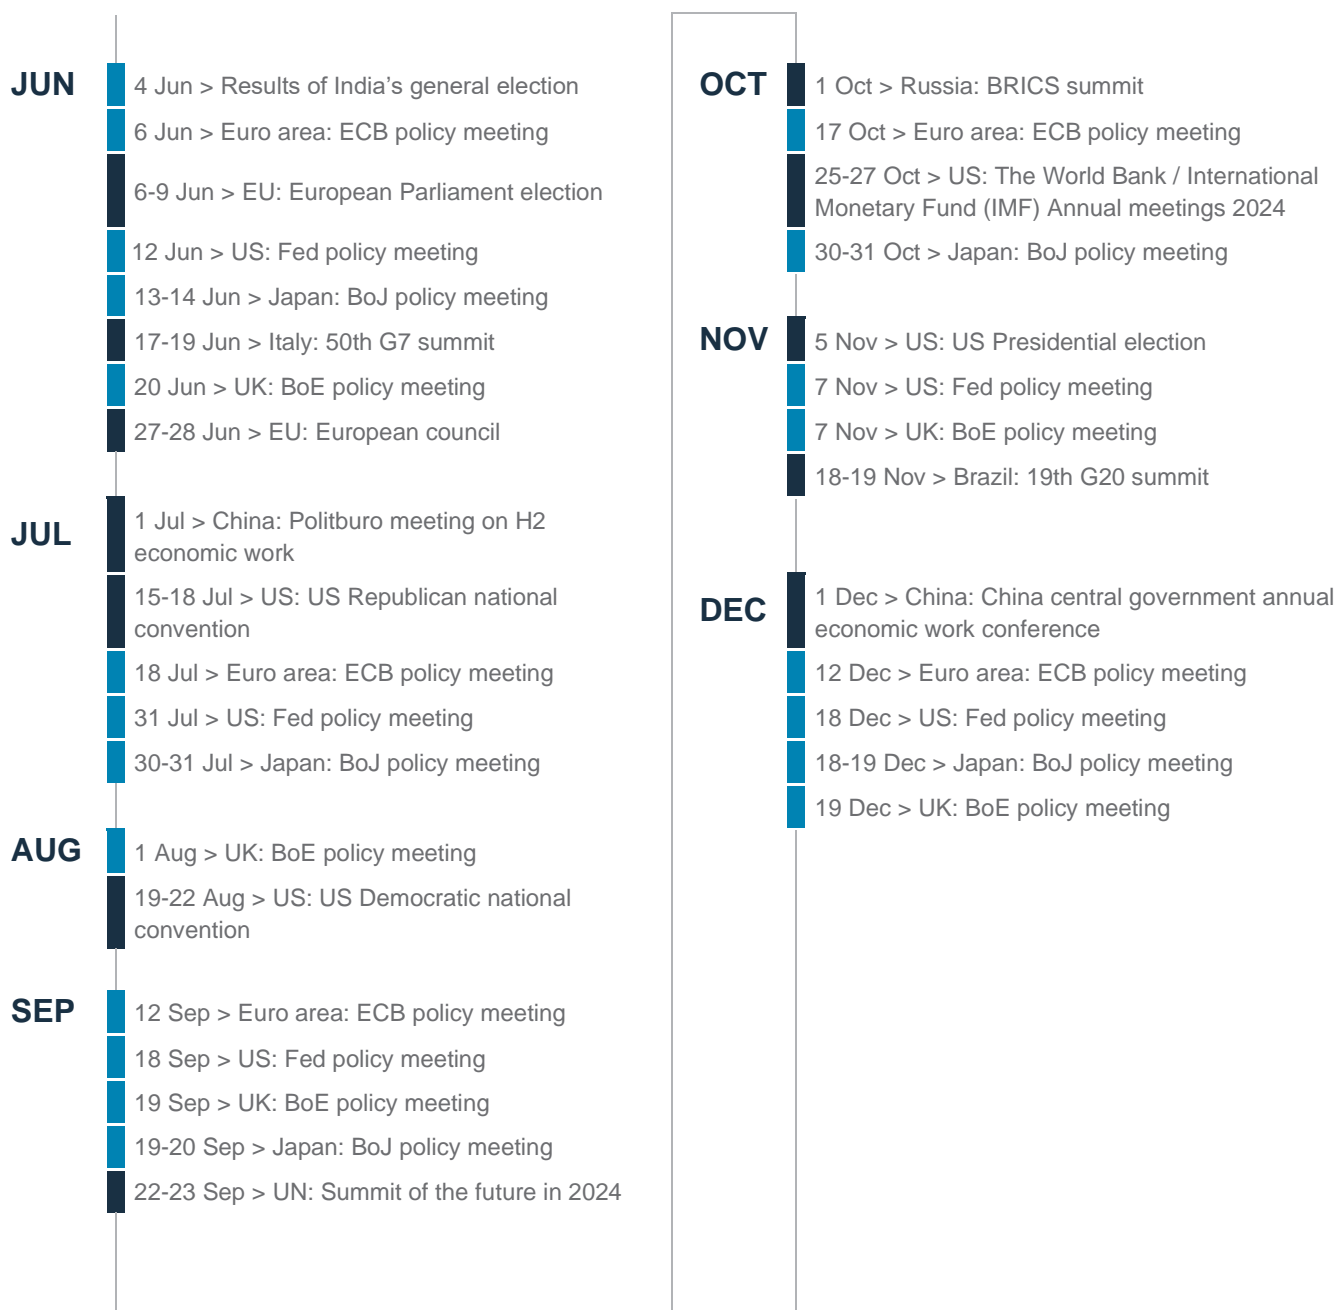 JUN
4 Jun > Results of India's general election
6 Jun > Euro area: ECB policy meeting
6-9 Jun > EU: European Parliament election
12 Jun > US: Fed policy meeting
13-14 Jun > Japan: BoJ policy meeting
17-19 Jun > Italy: 50th G7 summit
20 Jun > UK: BoE policy meeting
27-28 Jun > EU: European council
JUL
1 Jul > China: Politburo meeting on H2
economic work
15-18 Jul > US: US Republican national
convention
18 Jul > Euro area: ECB policy meeting
31 Jul > US: Fed policy meeting
30-31 Jul > Japan: BoJ policy meeting
AUG
1 Aug > UK: BoE policy meeting
19-22 Aug > US: US Democratic national
convention
SEP
12 Sep > Euro area: ECB policy meeting
18 Sep > US: Fed policy meeting
19 Sep > UK: BoE policy meeting
19-20 Sep > Japan: BoJ policy meeting
22-23 Sep > UN: Summit of the future in 2024
OCT
1 Oct > Russia: BRICS summit
17 Oct > Euro area: ECB policy meeting
25-27 Oct > US: The World Bank / International
Monetary Fund (IMF) Annual meetings 2024
30-31 Oct > Japan: BoJ policy meeting
NOV
5 Nov > US: US Presidential election
7 Nov > US: Fed policy meeting
7 Nov > UK: BoE policy meeting
18-19 Nov > Brazil: 19th G20 summit
DEC
1 Dec > China: China central government annual
economic work conference
12 Dec > Euro area: ECB policy meeting
18 Dec > US: Fed policy meeting
18-19 Dec > Japan: BoJ policy meeting
19 Dec > UK: BoE policy meeting